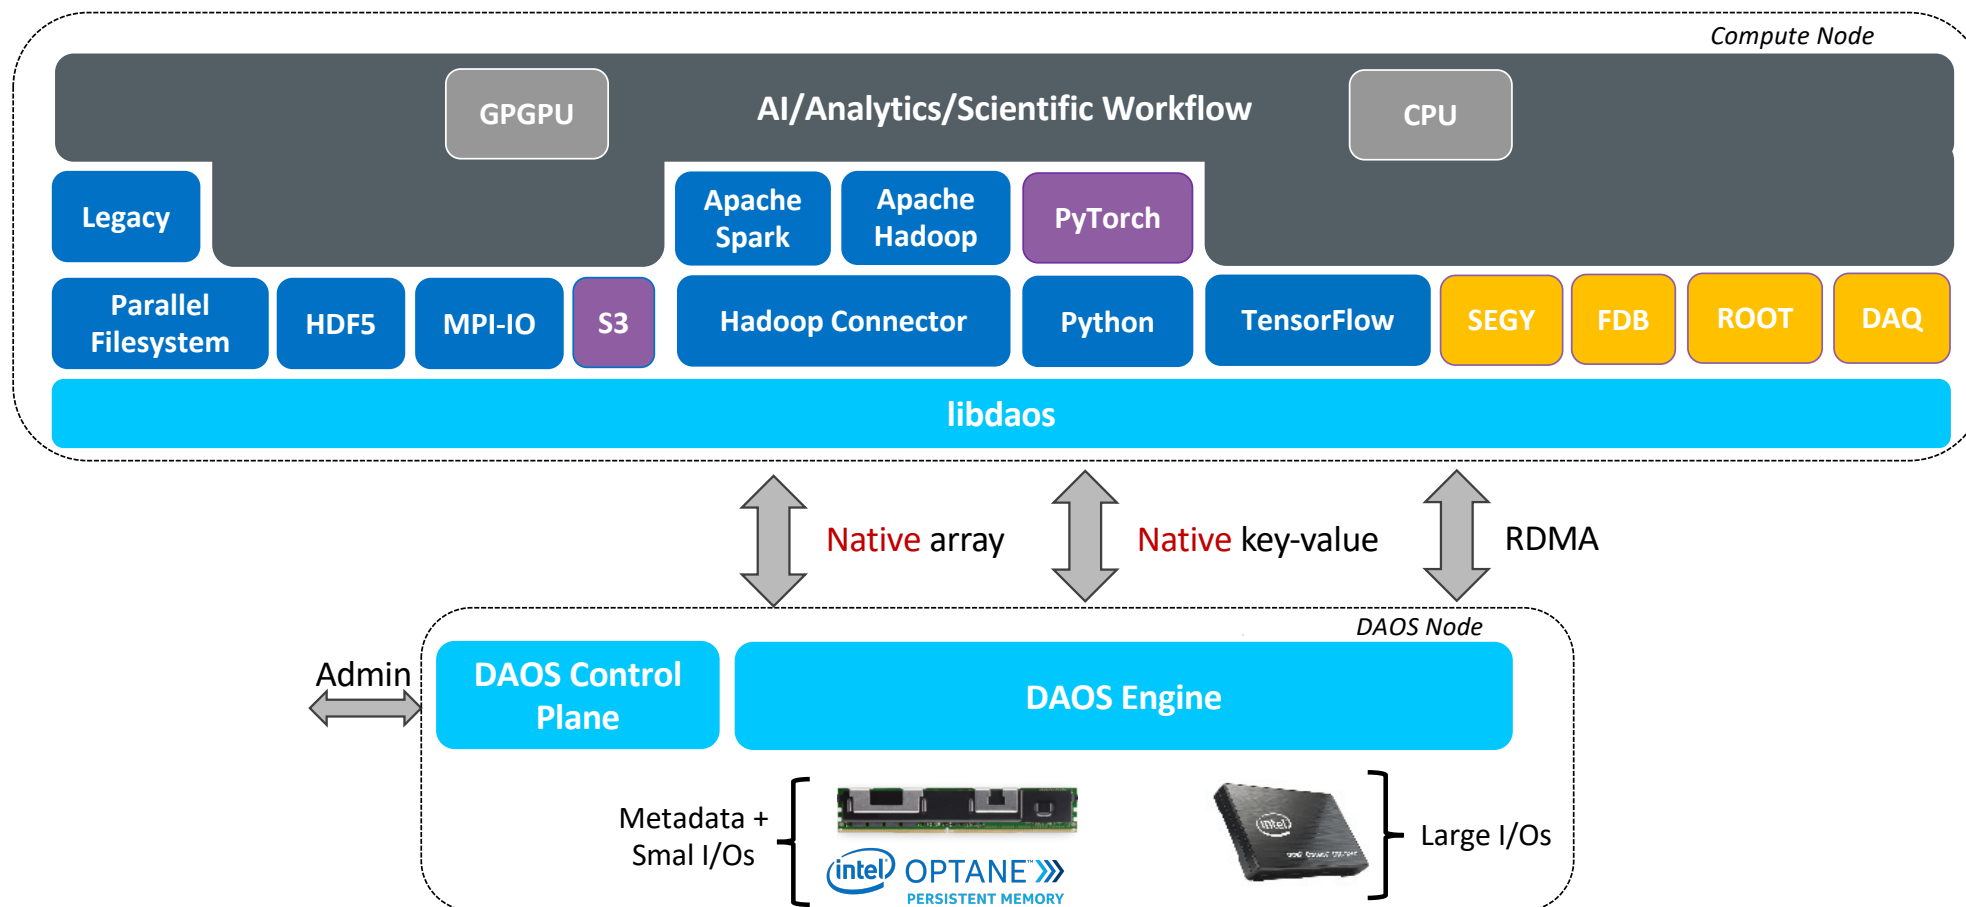 Compute Node
GPGPU
AI/Analytics/Scientific Workflow
CPU
Legacy
Apache
Spark
Apache
Hadoop
PyTorch
Parallel
Filesystem
HDF5
MPI-IO
S3
Hadoop Connector
Python
TensorFlow
SEGY
FDB
ROOT
DAQ
libdaos
Native array
Native key-value
RDMA
DAOS Node
Admin
DAOS Control
Plane
DAOS Engine
Metadata +
Smal I/Os
intel OPTANE™
PERSISTENT MEMORY
intel
Large I/Os